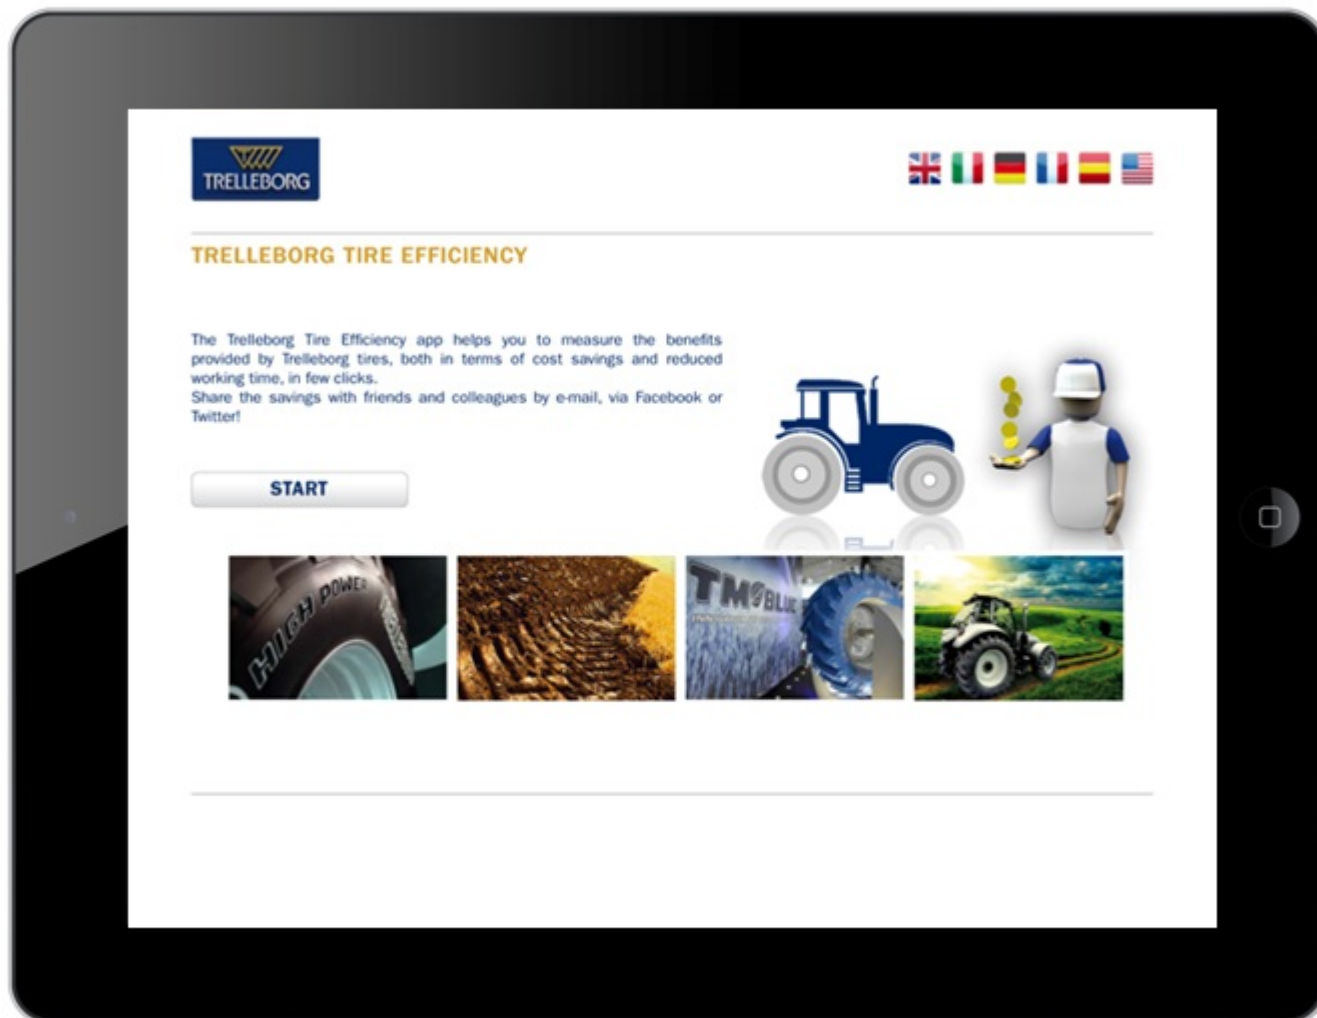 TRELLEBORG
TRELLEBORG TIRE EFFICIENCY
The Trelleborg Tire Efficiency app helps you to measure the benefits
provided by Trelleborg tires, both in terms of cost savings and reduced
working time, in few clicks.
Share the savings with friends and colleagues by e-mail, via Facebook or
Twitter!
START
HIGH POWER
TM BLUE